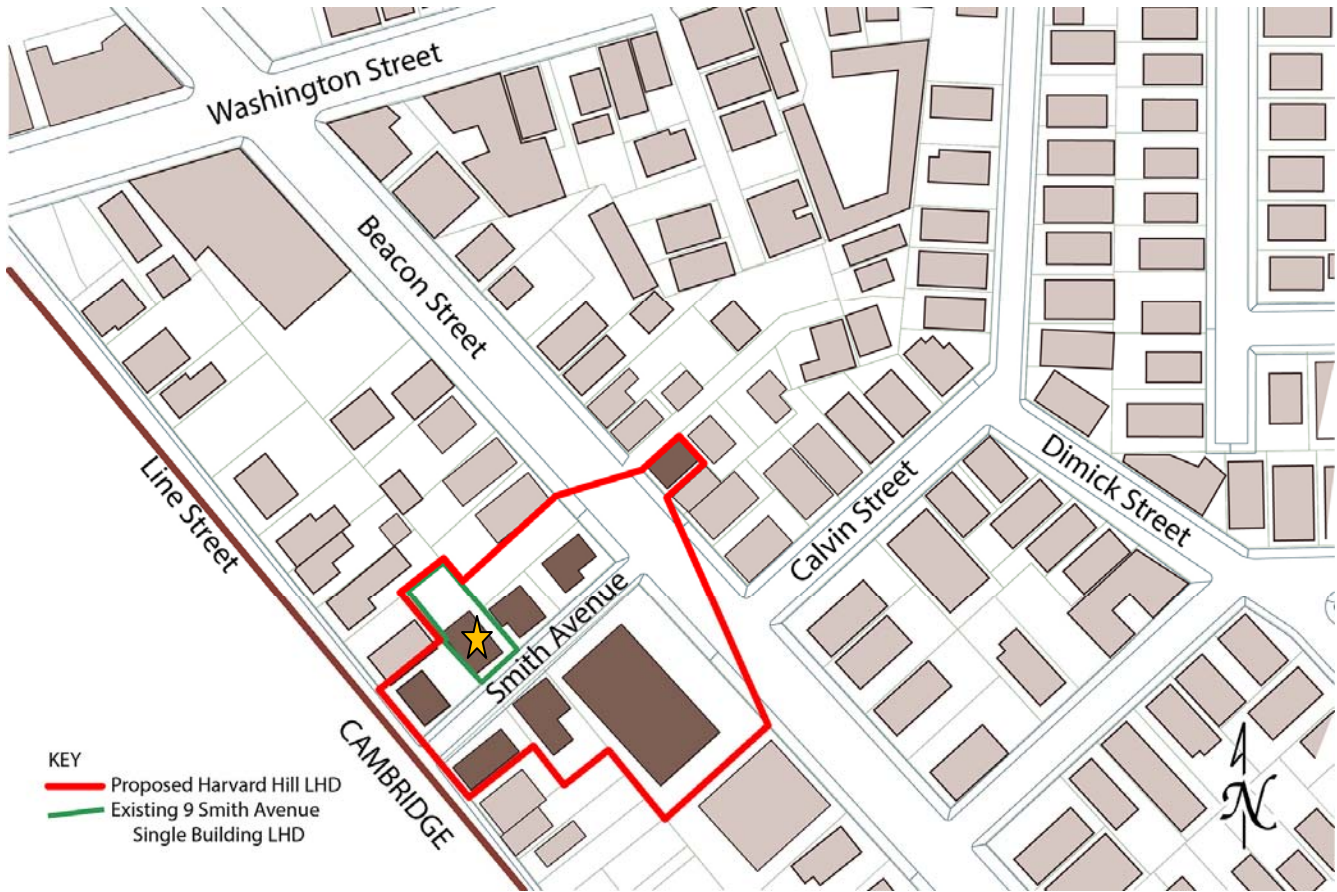 Washington Street
Beacon Street
Line Street
Calvin Street
Dimick Street
Smith Avenue
CAMBRIDGE
KEY
Proposed Harvard Hill LHD
Existing 9 Smith Avenue
Single Building LHD
N